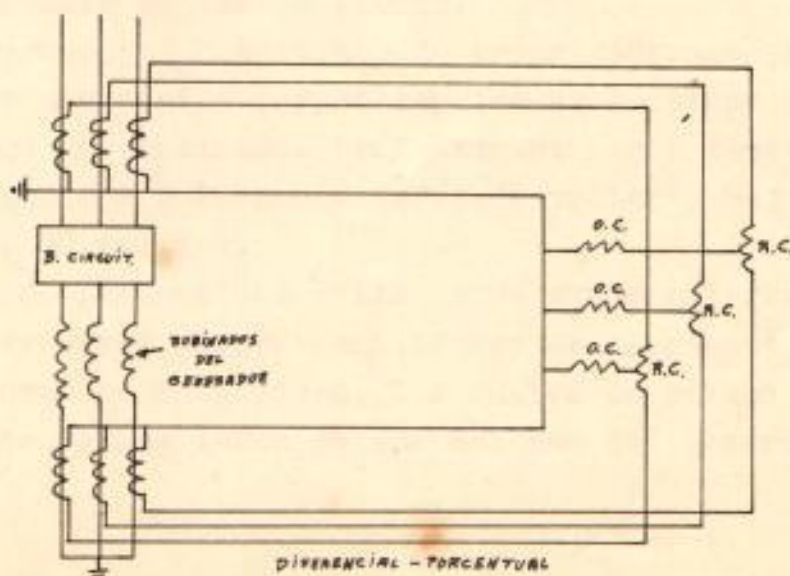 O.C.
R.C.
B. CIRCUIT.
O.C.
R.C.
BOBINADOS
DEL
GENERADOR
O.C.
R.C.
DIFERENCIAL - PORCENTUAL